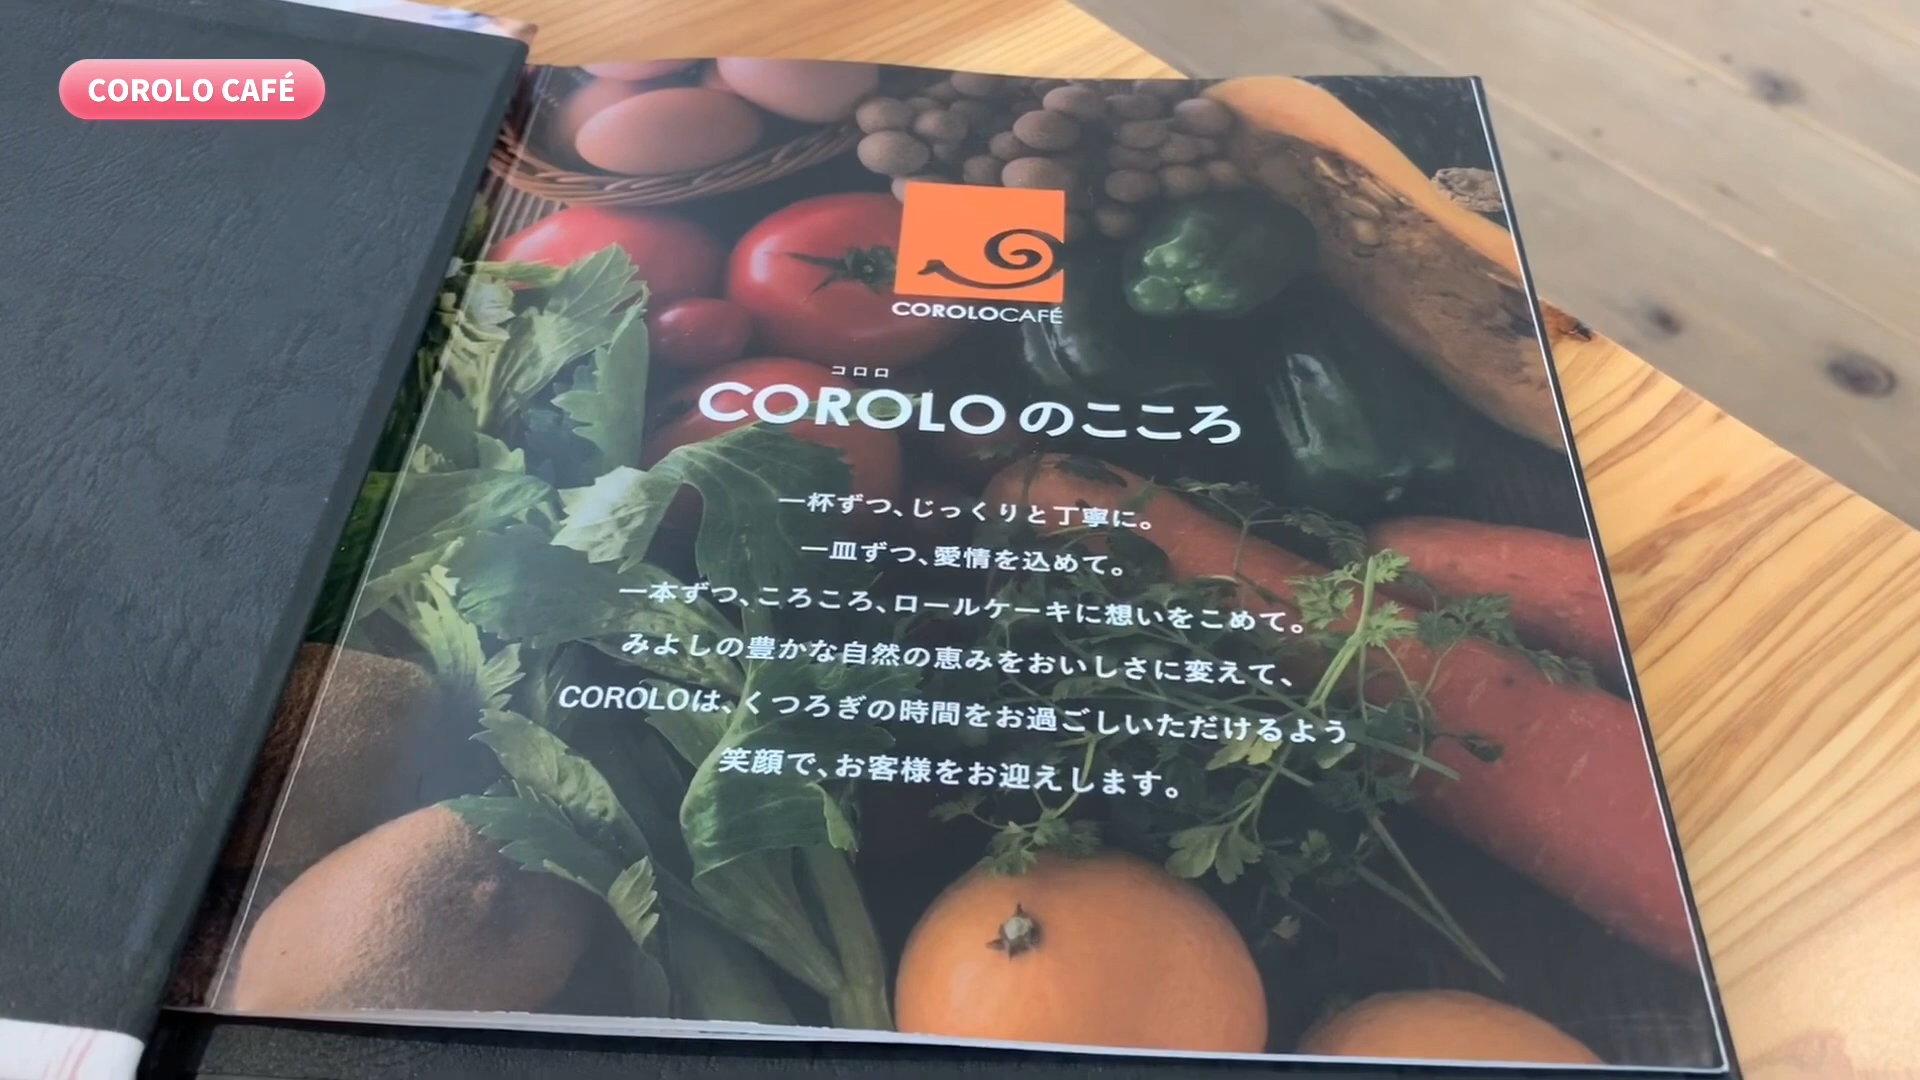 COROLO CAFÉ
COROLOCAFÉ
コロロ
COROLOのこころ
一杯ずつ、じっくりと丁寧に。
一皿ずつ、愛情を込めて。
一本ずつ、ころころ、ロールケーキに想いをこめて。
みよしの豊かな自然の恵みをおいしさに変えて、
COROLOは、くつろぎの時間をお過ごしいただけるよう
笑顔で、お客様をお迎えします。